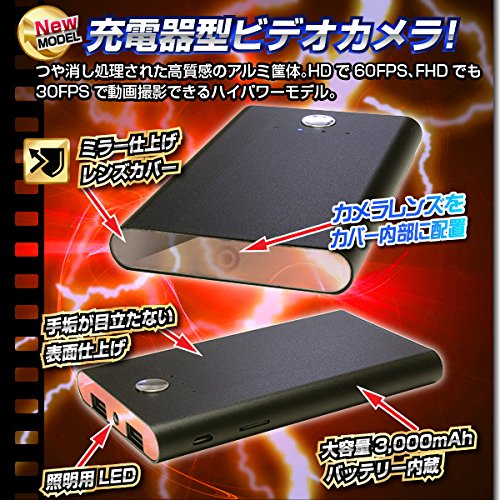 New
MODEL
充電器型ビデオカメラ!
つや消し処理された高質感のアルミ筐体。HDで60FPS、FHDでも
30FPSで動画撮影できるハイパワーモデル。
ミラー仕上げ
レンズカバー
カメラレンズを
カバー内部に配置
手垢が目立たない
表面仕上げ
照明用LED
大容量3,000mAh
バッテリー内蔵